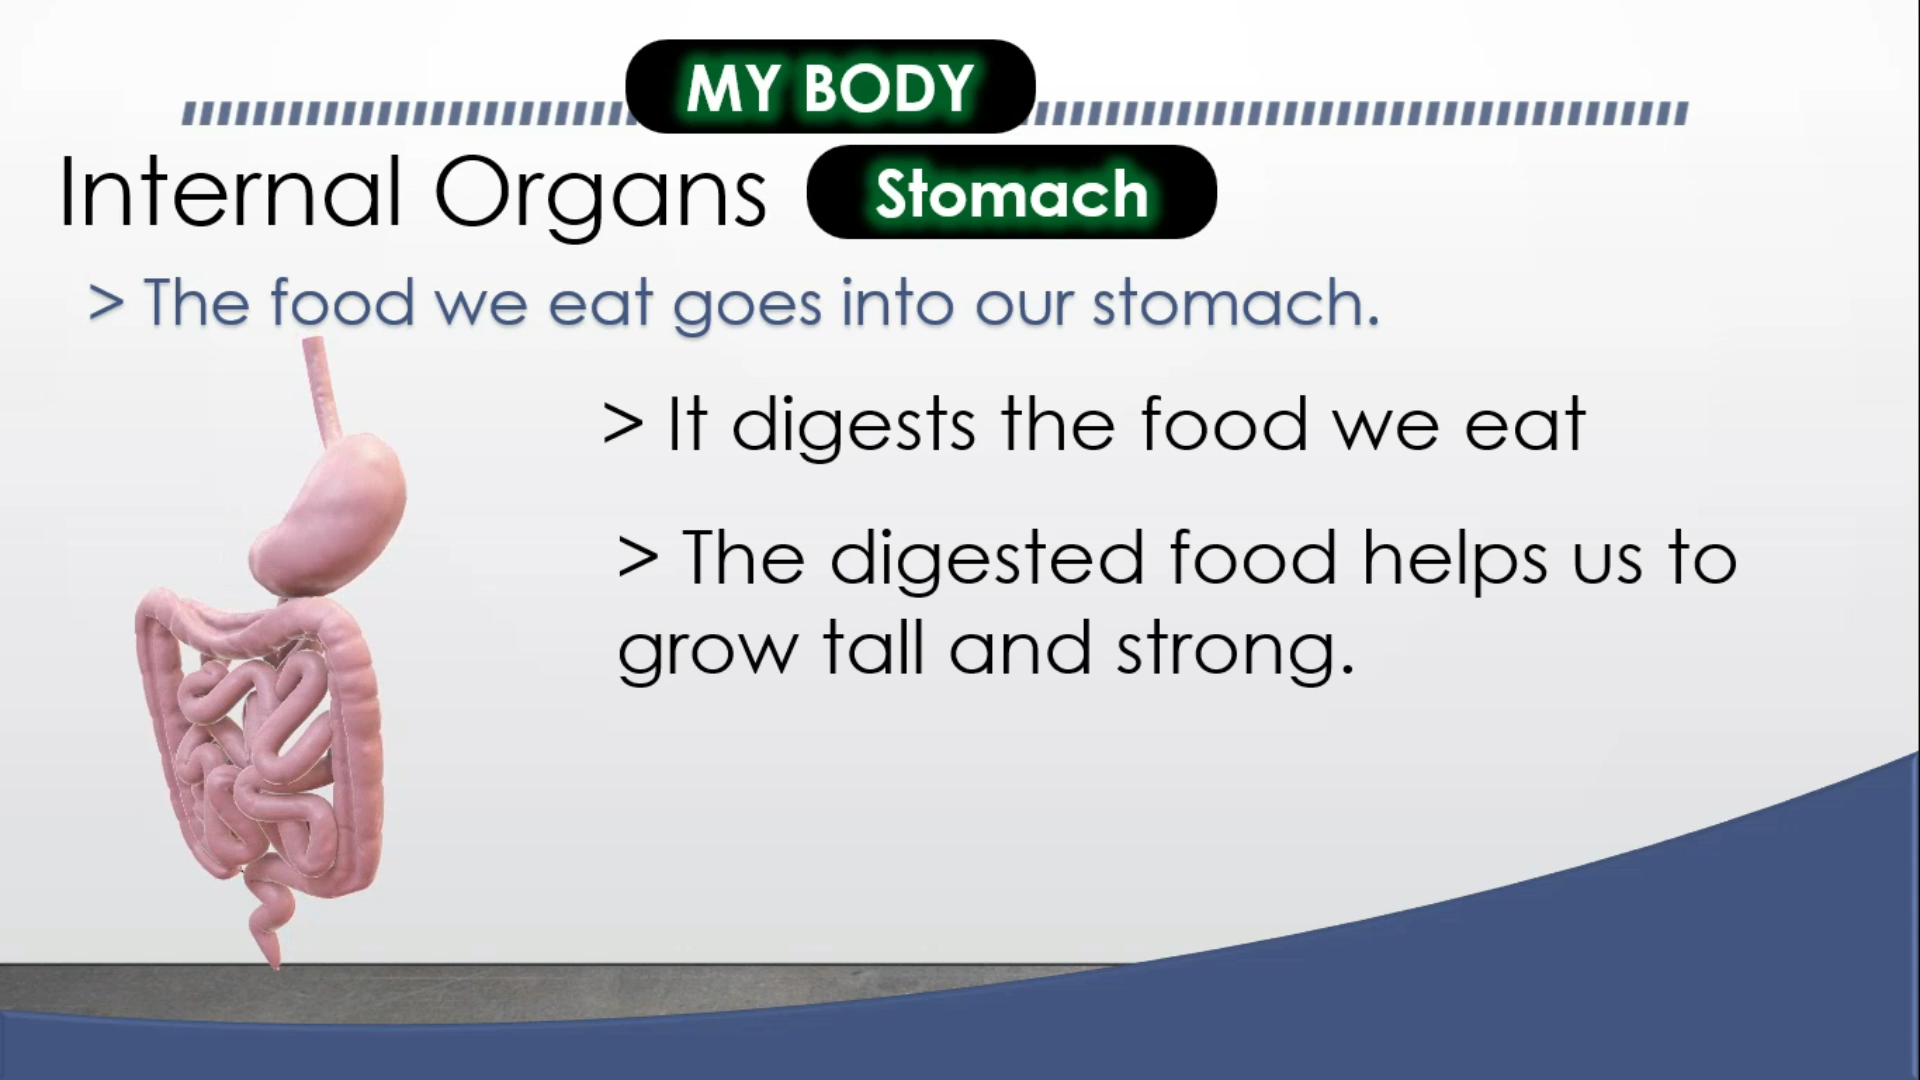 MY BODY
Internal Organs Stomach
> The food we eat goes into our stomach.
> It digests the food we eat
> The digested food helps us to
grow tall and strong.